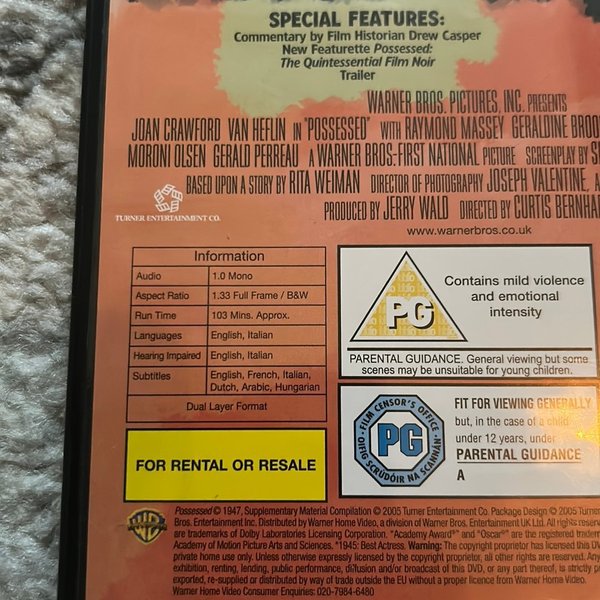 SPECIAL FEATURES:
Commentary by Film Historian Drew Casper
New Featurette Possessed:
The Quintessential Film Noir
Trailer
WARNER BROS. PICTURES, INC. PRESENTS
JOAN CRAWFORD VAN HEFLIN IN "POSSESSED" WITH RAYMOND MASSEY GERALDINE BROO
MORONI OLSEN GERALD PERREAU A WARNER BROS.-FIRST NATIONAL PICTURE SCREENPLAY BY
BASED UPON A STORY BY RITA WEIMAN DIRECTOR OF PHOTOGRAPHY JOSEPH VALENTINE, A
PRODUCED BY JERRY WALD DIRECTED BY CURTIS BERNHA
TURNER ENTERTAINMENT CO.
www.warnerbros.co.uk
Information
Audio 1.0 Mono
Aspect Ratio 1.33 Full Frame / B&W
Run Time 103 Mins. Approx.
Languages English, Italian
Hearing Impaired English, Italian
Subtitles English, French, Italian,
Dutch, Arabic, Hungarian
Dual Layer Format
FOR RENTAL OR RESALE
PG
Contains mild violence
and emotional
intensity
PARENTAL GUIDANCE. General viewing but some
scenes may be unsuitable for young children.
FILM CENSOR'S OFFICE
OIFIG SCRÚDÓIR NA SCANNÁN
PG
FIT FOR VIEWING GENERALLY
but, in the case of a child
under 12 years, under
PARENTAL GUIDANCE
A
WB
Possessed © 1947, Supplementary Material Compilation © 2005 Turner Entertainment Co. Package Design © 2005 Turner
Bros. Entertainment Inc. Distributed by Warner Home Video, a division of Warner Bros. Entertainment UK Ltd. All rights reserve
are trademarks of Dolby Laboratories Licensing Corporation. "Academy Award®" and "Oscar®" are the registered tradema
Academy of Motion Picture Arts and Sciences. *1945: Best Actress. Warning: The copyright proprietor has licensed this DV
private home use only. Unless otherwise expressly licensed by the copyright proprietor, all other rights are reserved. Any
exhibition, renting, lending, public performance, diffusion and/or broadcast of this DVD, or any part thereof, is strictly p
exported, re-supplied or distributed by way of trade outside the EU without a proper licence from Warner Home Video.
Warner Home Video Consumer Enquiries: 020-7984-6480